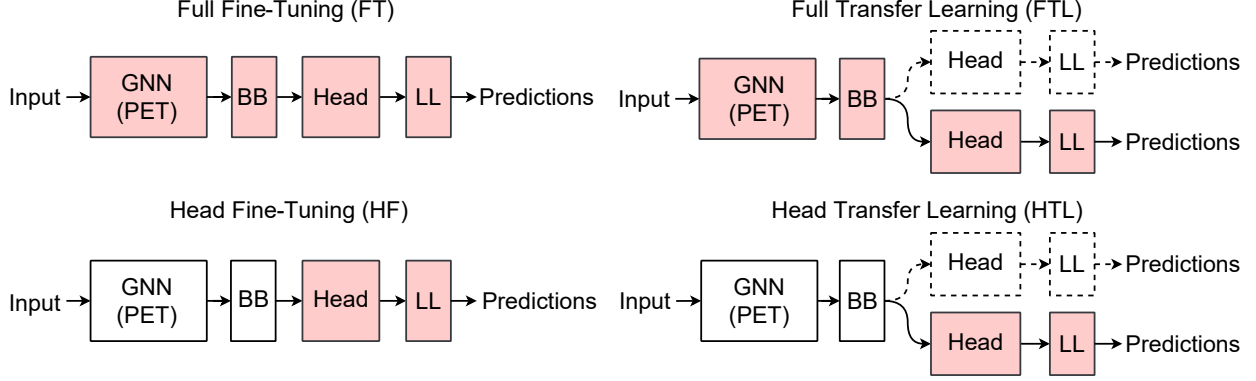 Full Fine-Tuning (FT)
Input
GNN
(PET)
BB
Head
LL
Predictions
Full Transfer Learning (FTL)
Input
GNN
(PET)
BB
Head
LL
Predictions
Head
LL
Predictions
Head Fine-Tuning (HF)
Input
GNN
(PET)
BB
Head
LL
Predictions
Head Transfer Learning (HTL)
Input
GNN
(PET)
BB
Head
LL
Predictions
Head
LL
Predictions